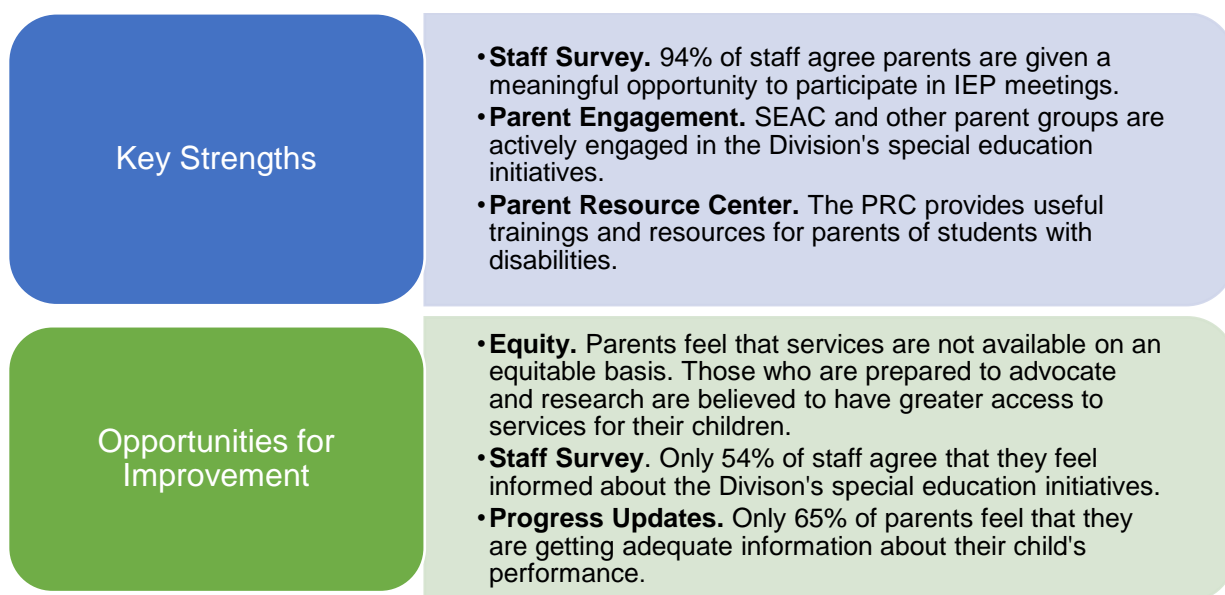 Key Strengths
•Staff Survey. 94% of staff agree parents are given a
meaningful opportunity to participate in IEP meetings.
•Parent Engagement. SEAC and other parent groups are
actively engaged in the Division's special education
initiatives.
•Parent Resource Center. The PRC provides useful
trainings and resources for parents of students with
disabilities.
Opportunities for
Improvement
•Equity. Parents feel that services are not available on an
equitable basis. Those who are prepared to advocate
and research are believed to have greater access to
services for their children.
•Staff Survey. Only 54% of staff agree that they feel
informed about the Divison's special education initiatives.
•Progress Updates. Only 65% of parents feel that they
are getting adequate information about their child's
performance.